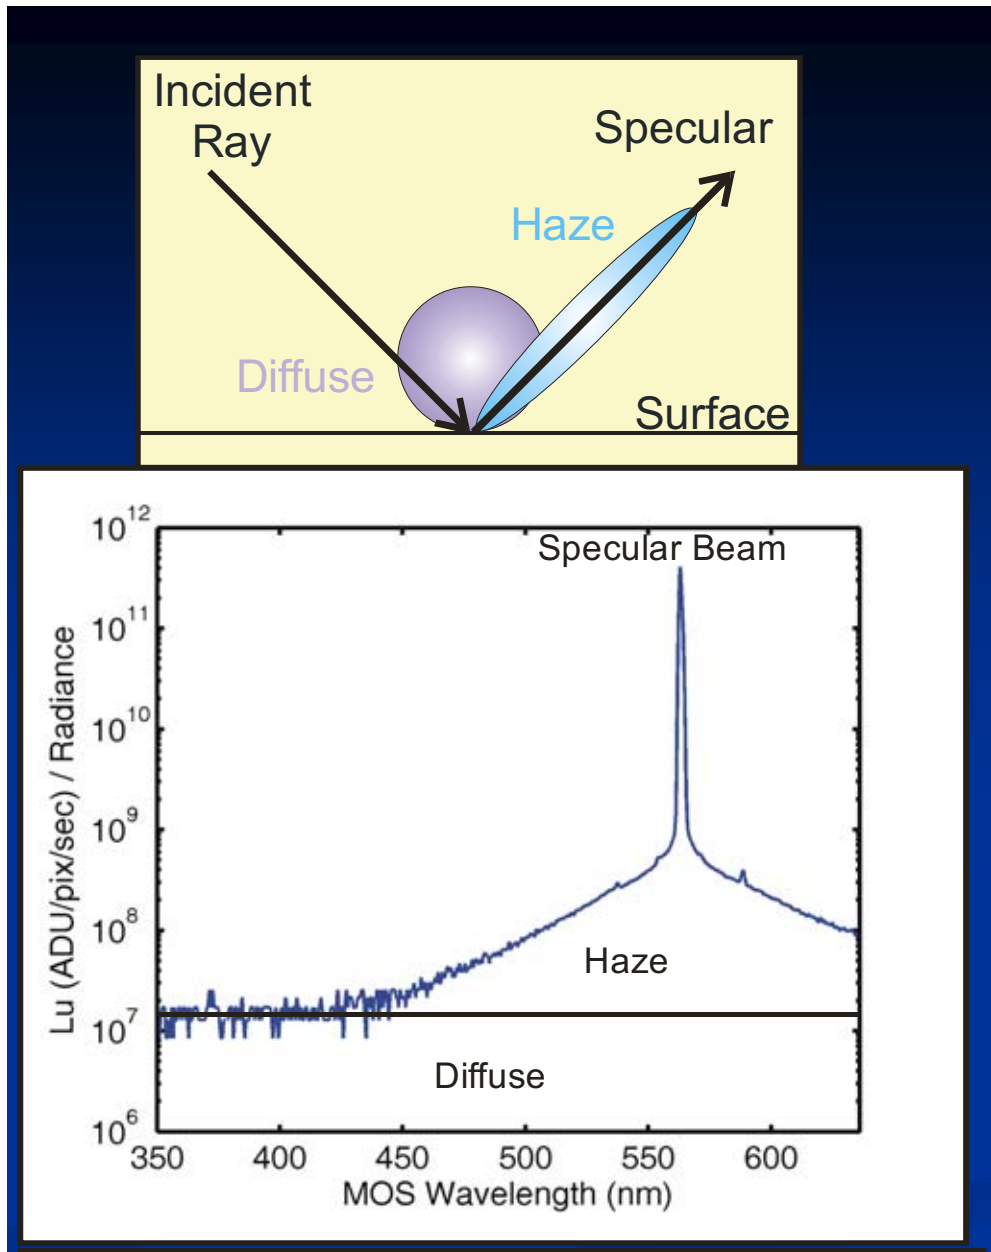 Incident
Ray
Specular
Haze
Diffuse
Surface
Specular Beam
10^12
10^11
10^10
10^9
10^8
10^7
10^6
Lu (ADU/pix/sec) / Radiance
Haze
Diffuse
350 400 450 500 550 600
MOS Wavelength (nm)